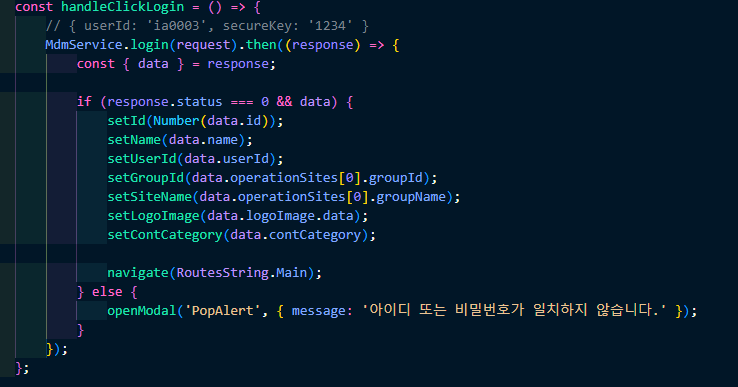 const handleClickLogin = () => {
// { userId: 'ia0003', secureKey: '1234' }
MdmService.login(request).then((response) => {
const { data } = response;
if (response.status === 0 && data) {
setId(Number(data.id));
setName(data.name);
setUserId(data.userId);
setGroupId(data.operationSites[0].groupId);
setSiteName(data.operationSites[0].groupName);
setLogoImage(data.logoImage.data);
setContCategory(data.contCategory);
navigate(RoutesString.Main);
} else {
openModal('PopAlert', { message: '아이디 또는 비밀번호가 일치하지 않습니다.' });
}
});
};